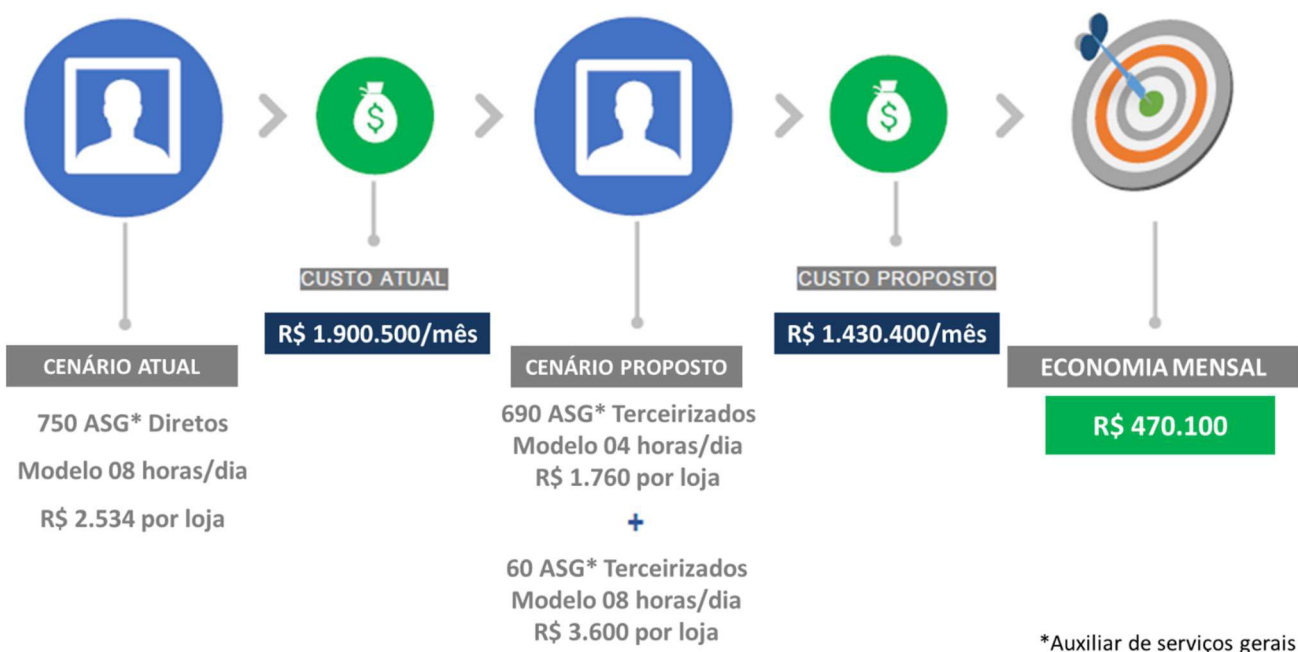 CENÁRIO ATUAL
750 ASG* Diretos
Modelo 08 horas/dia
R$ 2.534 por loja
$
CUSTO ATUAL
R$ 1.900.500/mês
CENÁRIO PROPOSTO
690 ASG* Terceirizados
Modelo 04 horas/dia
R$ 1.760 por loja
+
60 ASG* Terceirizados
Modelo 08 horas/dia
R$ 3.600 por loja
$
CUSTO PROPOSTO
R$ 1.430.400/mês
ECONOMIA MENSAL
R$ 470.100
*Auxiliar de serviços gerais